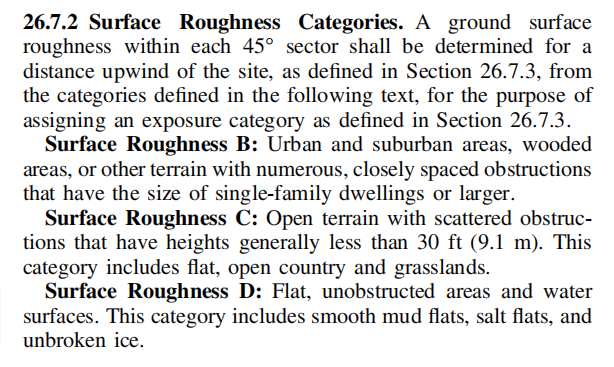 26.7.2 Surface Roughness Categories. A ground surface
roughness within each 45° sector shall be determined for a
distance upwind of the site, as defined in Section 26.7.3, from
the categories defined in the following text, for the purpose of
assigning an exposure category as defined in Section 26.7.3.
Surface Roughness B: Urban and suburban areas, wooded
areas, or other terrain with numerous, closely spaced obstructions
that have the size of single-family dwellings or larger.
Surface Roughness C: Open terrain with scattered obstruc-
tions that have heights generally less than 30 ft (9.1 m). This
category includes flat, open country and grasslands.
Surface Roughness D: Flat, unobstructed areas and water
surfaces. This category includes smooth mud flats, salt flats, and
unbroken ice.